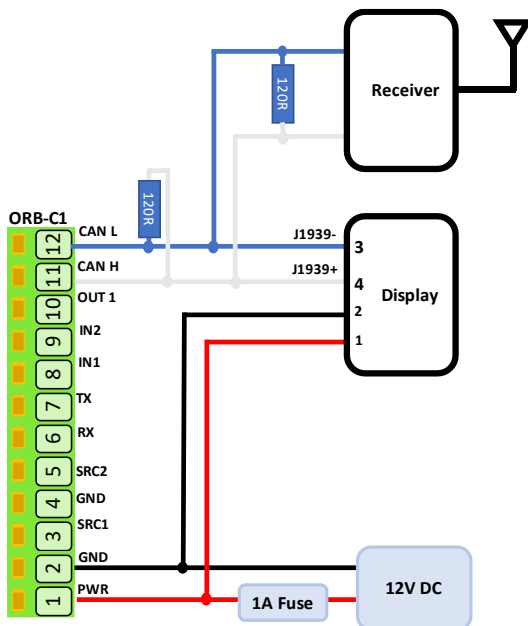 120R
Receiver
120R
ORB-C1
CAN L
12
J1939-
3
CAN H
11
J1939+
4
Display
OUT 1
10
2
IN2
9
1
IN1
8
TX
7
RX
6
SRC2
5
GND
4
SRC1
3
GND
2
12V DC
PWR
1
1A Fuse